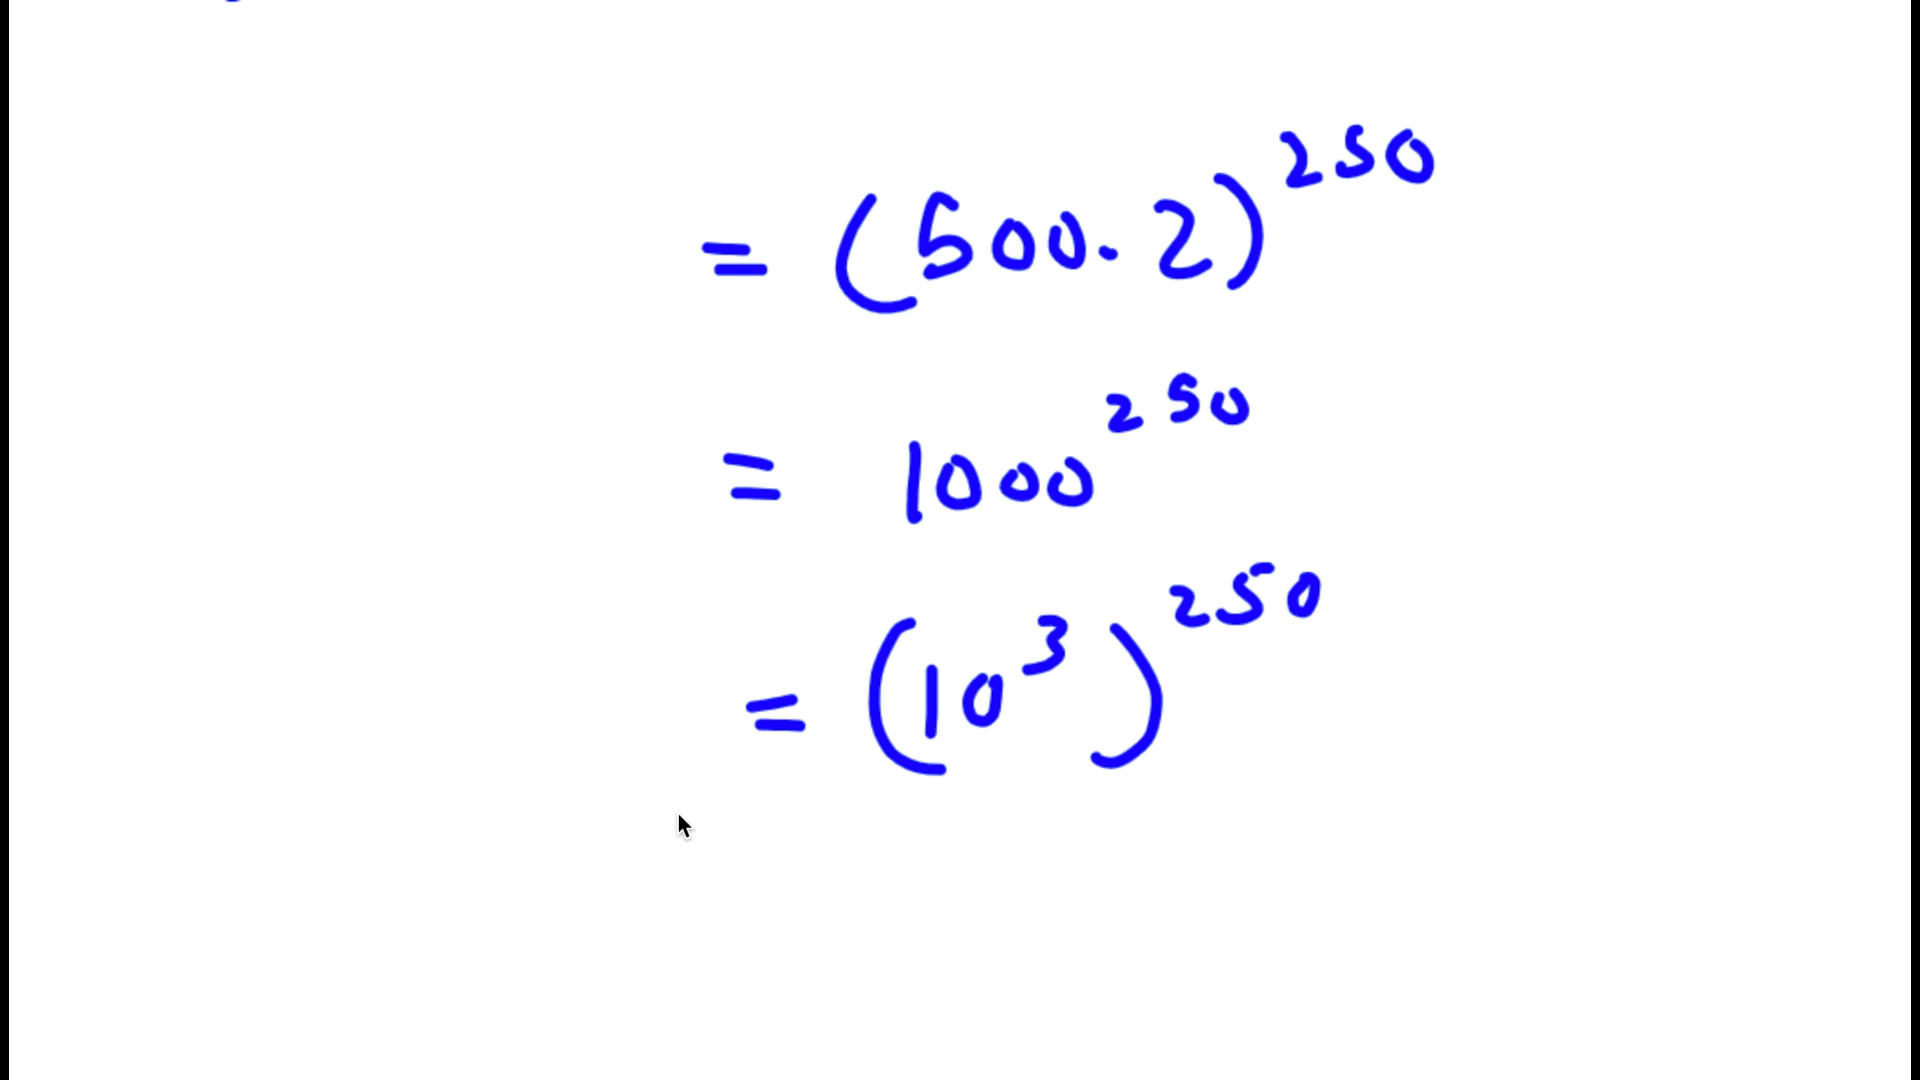 = (500.2)^250
= 1000^250
= (10^3)^250